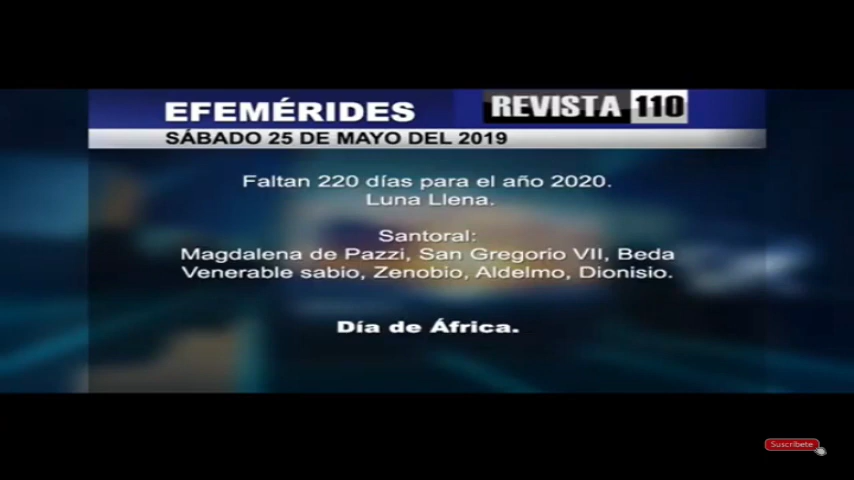 EFEMÉRIDES
REVISTA 110
SÁBADO 25 DE MAYO DEL 2019
Faltan 220 días para el año 2020.
Luna Llena.
Santoral:
Magdalena de Pazzi, San Gregorio VII, Beda
Venerable sabio, Zenobio, Aldelmo, Dionisio.
Día de África.
Suscríbete